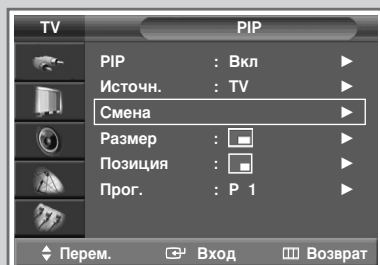 TV PIP
PIP : Вкл
Источн. : TV
Смена
Размер :
Позиция :
Прог. : P 1
Перем. Вход Возврат